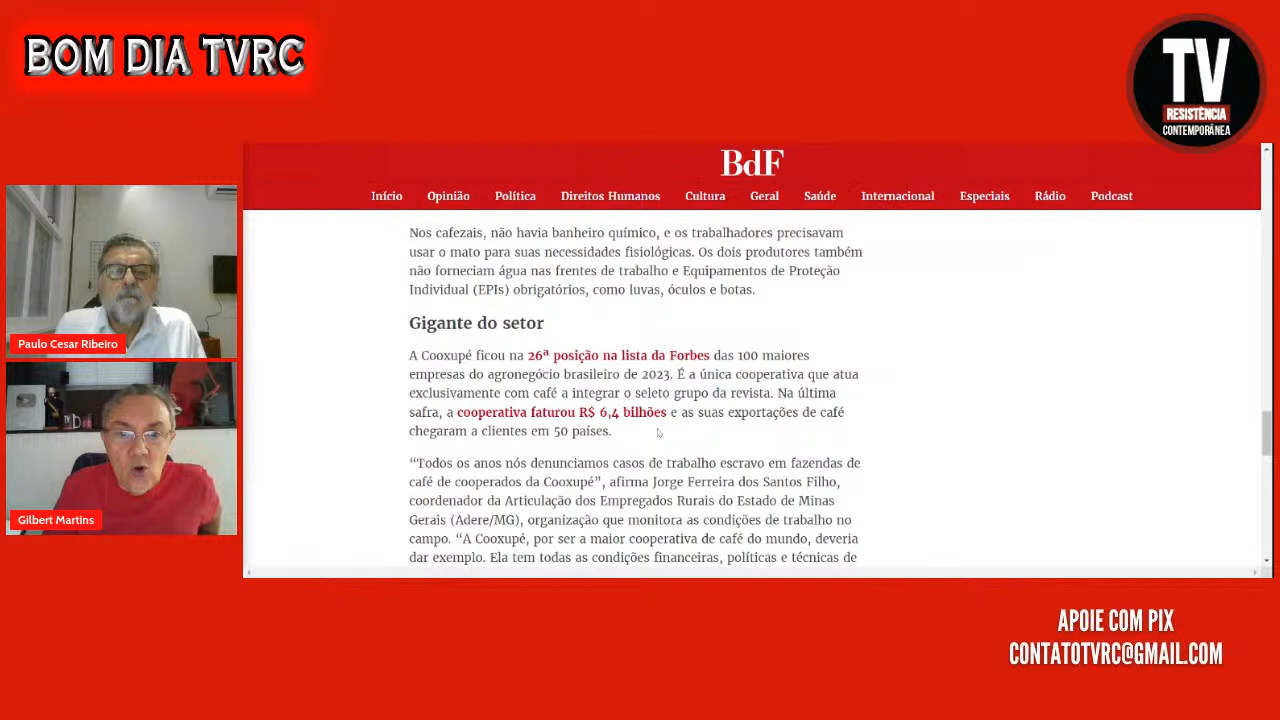 BOM DIA TVRC
TV
RESISTÊNCIA
CONTEMPORÂNEA
BdF
Início Opinião Política Direitos Humanos Cultura Geral Saúde Internacional Especiais Rádio Podcast
Nos cafezais, não havia banheiro químico, e os trabalhadores precisavam
usar o mato para suas necessidades fisiológicas. Os dois produtores também
não forneciam água nas frentes de trabalho e Equipamentos de Proteção
Individual (EPIs) obrigatórios, como luvas, óculos e botas.
Gigante do setor
A Cooxupé ficou na 26ª posição na lista da Forbes das 100 maiores
empresas do agronegócio brasileiro de 2023. É a única cooperativa que atua
exclusivamente com café a integrar o seleto grupo da revista. Na última
safra, a cooperativa faturou R$ 6,4 bilhões e as suas exportações de café
chegaram a clientes em 50 países.
“Todos os anos nós denunciamos casos de trabalho escravo em fazendas de
café de cooperados da Cooxupé”, afirma Jorge Ferreira dos Santos Filho,
coordenador da Articulação dos Empregados Rurais do Estado de Minas
Gerais (Adere/MG), organização que monitora as condições de trabalho no
campo. “A Cooxupé, por ser a maior cooperativa de café do mundo, deveria
dar exemplo. Ela tem todas as condições financeiras, políticas e técnicas de
Paulo Cesar Ribeiro
Gilbert Martins
APOIE COM PIX
CONTATOTVRC@GMAIL.COM